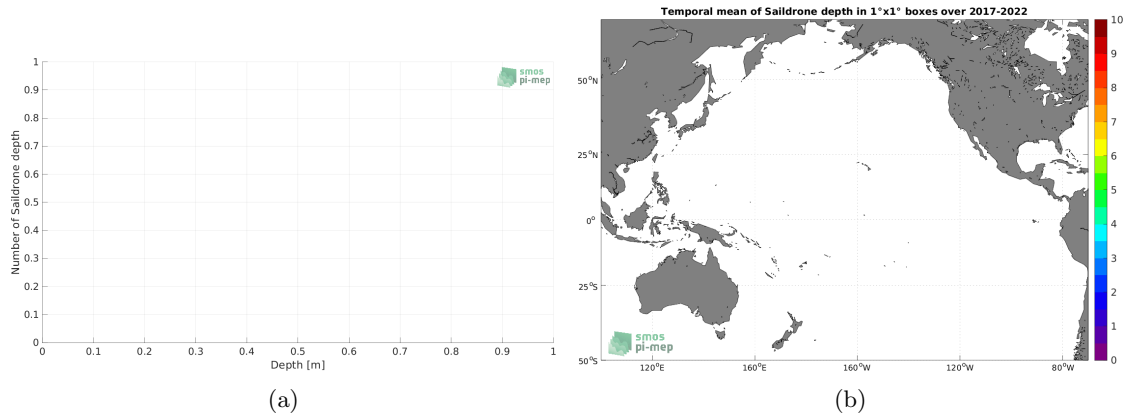 Temporal mean of Saildrone depth in 1°x1° boxes over 2017-2022
1
0.9
0.8
0.7
0.6
0.5
0.4
0.3
0.2
0.1
0
Number of Saildrone depth
0 0.1 0.2 0.3 0.4 0.5 0.6 0.7 0.8 0.9 1
Depth [m]
smos
pi-mep
(a)
50°N
25°N
0°
25°S
50°S
120°E 160°E 160°W 120°W 80°W
smos
pi-mep
10
9
8
7
6
5
4
3
2
1
0
(b)